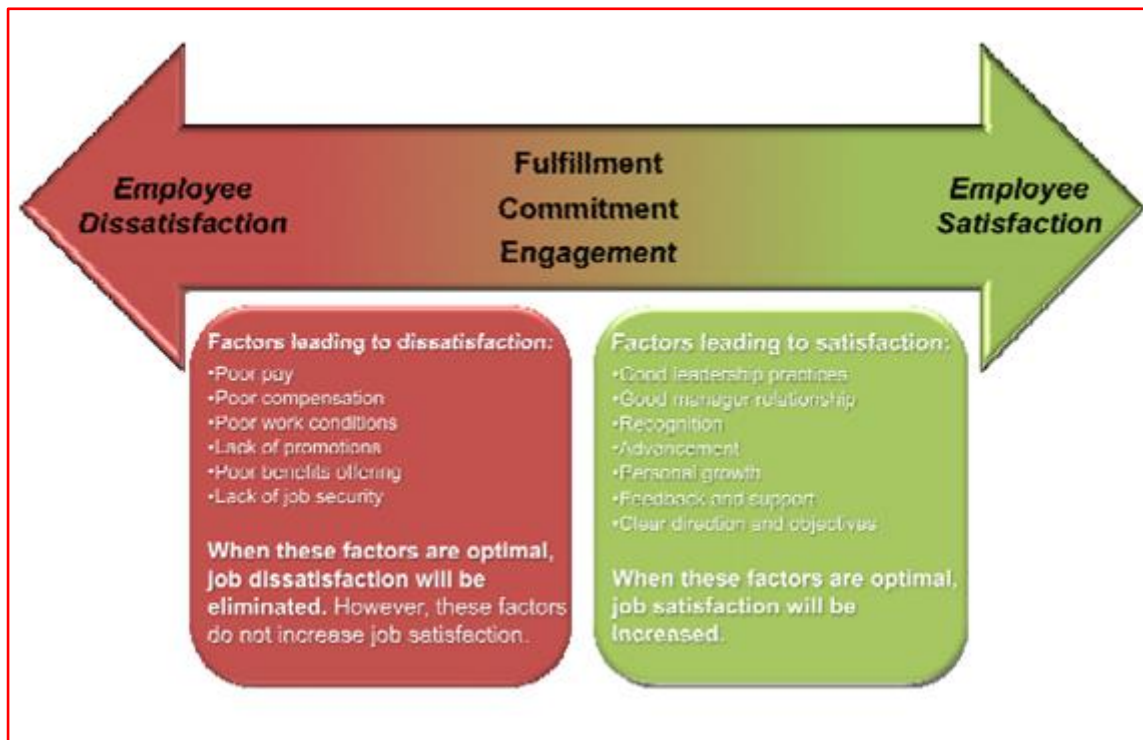 Employee
Dissatisfaction
Fulfillment
Commitment
Engagement
Employee
Satisfaction
Factors leading to dissatisfaction:
•Poor pay
•Poor compensation
•Poor work conditions
•Lack of promotions
•Poor benefits offering
•Lack of job security
When these factors are optimal,
job dissatisfaction will be
eliminated. However, these factors
do not increase job satisfaction.
Factors leading to satisfaction:
•Good leadership practices
•Good manager relationship
•Recognition
•Advancement
•Personal growth
•Feedback and support
•Clear direction and objectives
When these factors are optimal,
job satisfaction will be
increased.